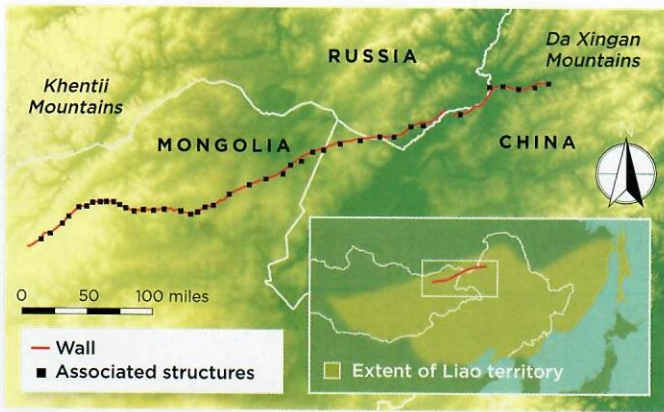 RUSSIA
Da Xingan
Mountains
Khentii
Mountains
MONGOLIA
CHINA
N
0 50 100 miles
Wall
Associated structures
Extent of Liao territory